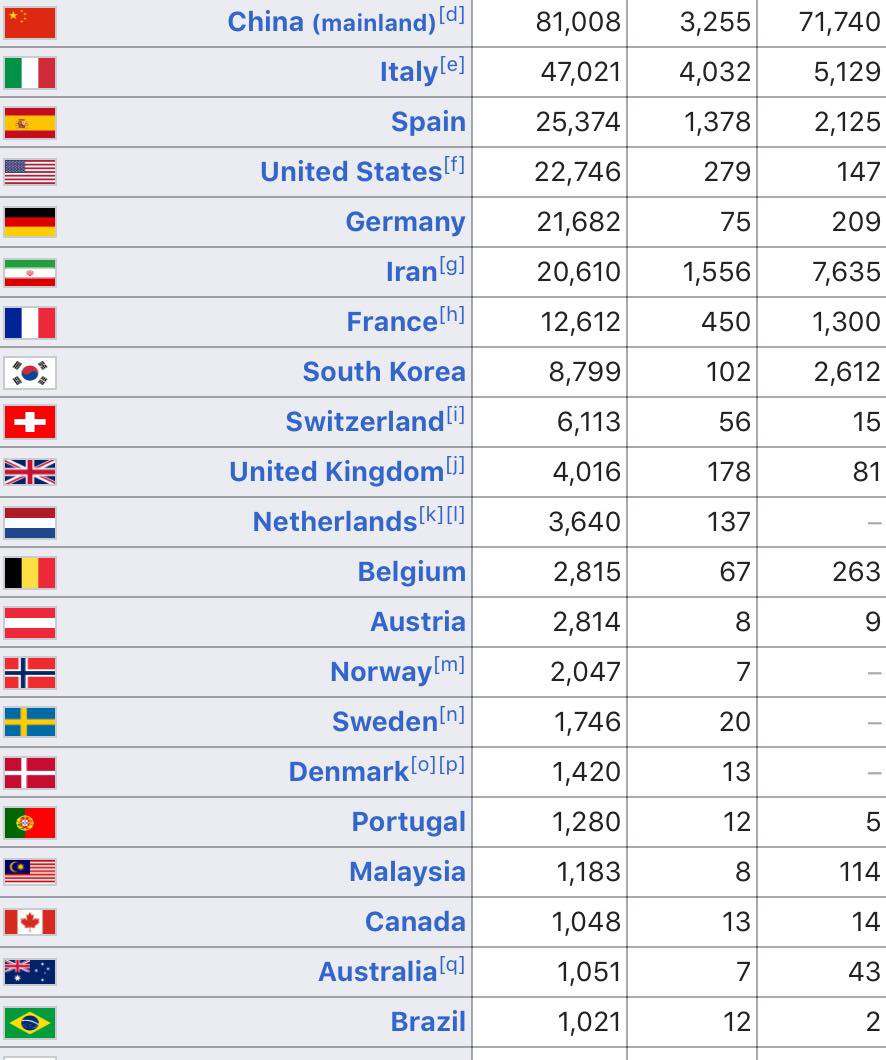 China (mainland)[d] 81,008 3,255 71,740
Italy[e] 47,021 4,032 5,129
Spain 25,374 1,378 2,125
United States[f] 22,746 279 147
Germany 21,682 75 209
Iran[g] 20,610 1,556 7,635
France[h] 12,612 450 1,300
South Korea 8,799 102 2,612
Switzerland[i] 6,113 56 15
United Kingdom[j] 4,016 178 81
Netherlands[k][l] 3,640 137 –
Belgium 2,815 67 263
Austria 2,814 8 9
Norway[m] 2,047 7 –
Sweden[n] 1,746 20 –
Denmark[o][p] 1,420 13 –
Portugal 1,280 12 5
Malaysia 1,183 8 114
Canada 1,048 13 14
Australia[q] 1,051 7 43
Brazil 1,021 12 2